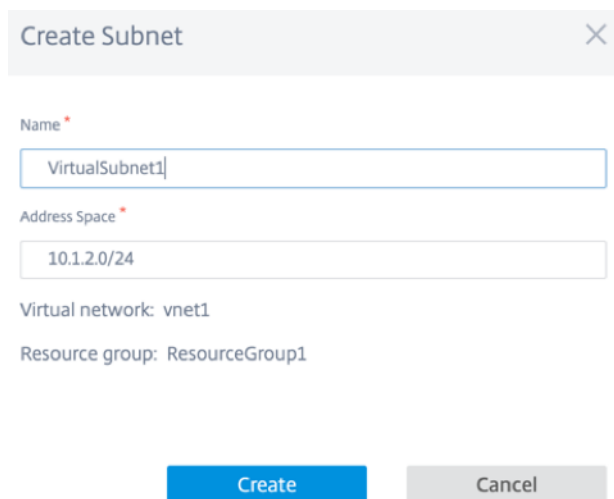 Create Subnet
Name *
VirtualSubnet1
Address Space *
10.1.2.0/24
Virtual network: vnet1
Resource group: ResourceGroup1
Create Cancel